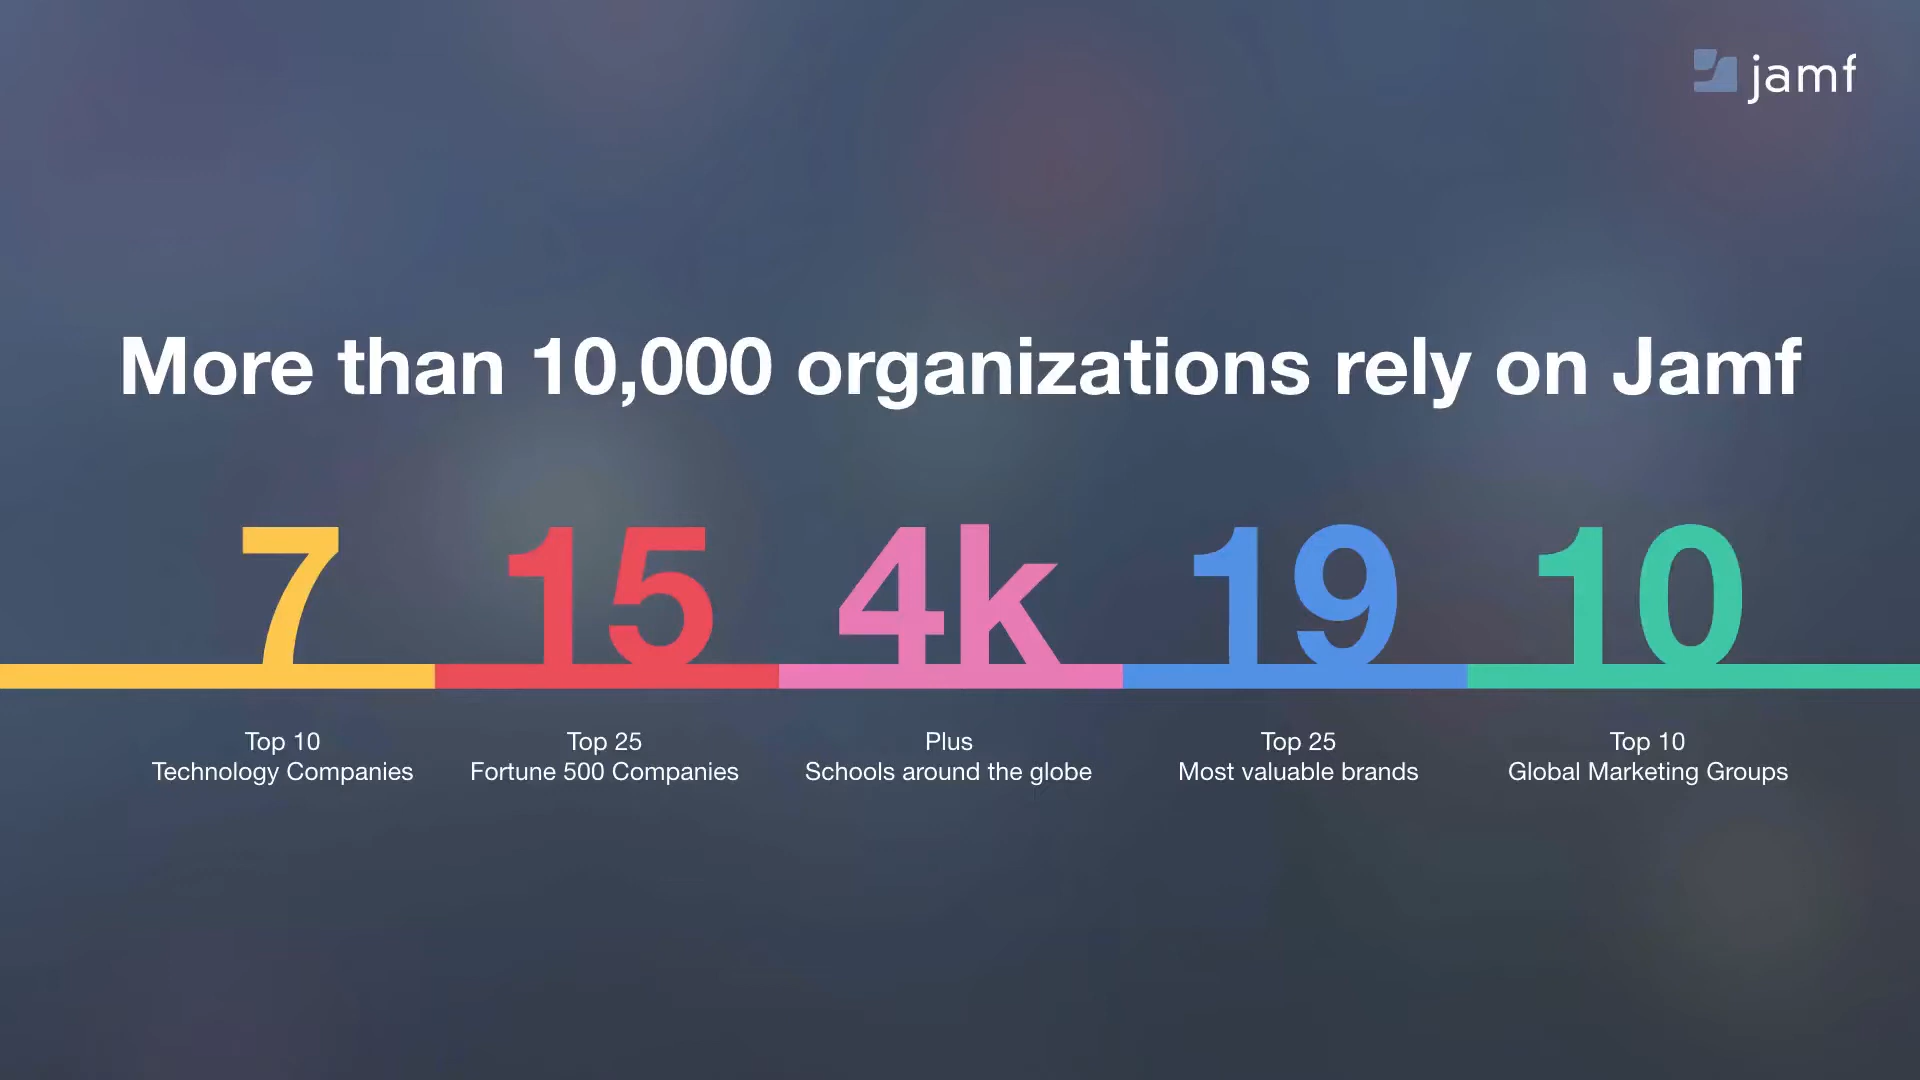 jamf
More than 10,000 organizations rely on Jamf
7
Top 10
Technology Companies
15
Top 25
Fortune 500 Companies
4k
Plus
Schools around the globe
19
Top 25
Most valuable brands
10
Top 10
Global Marketing Groups